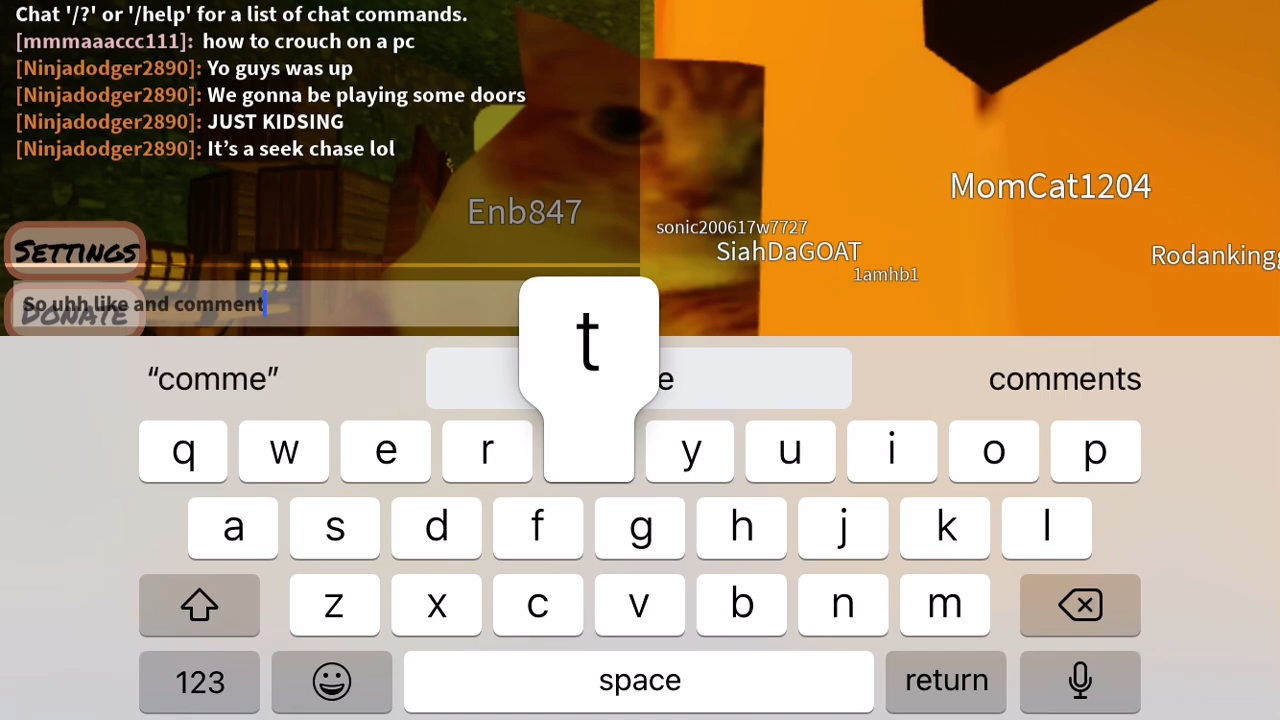 Chat '/?' or '/help' for a list of chat commands.
[mmmaaaccc111]: how to crouch on a pc
[Ninjadodger2890]: Yo guys was up
[Ninjadodger2890]: We gonna be playing some doors
[Ninjadodger2890]: JUST KIDSING
[Ninjadodger2890]: It’s a seek chase lol
MomCat1204
Enb847
sonic200617w7727
SiahDaGOAT
Rodanking
1amhb1
Settings
So uhh like and comment
Donate
t
“comme”
e
comments
q w e r y u i o p
a s d f g h j k l
z x c v b n m
123 space return